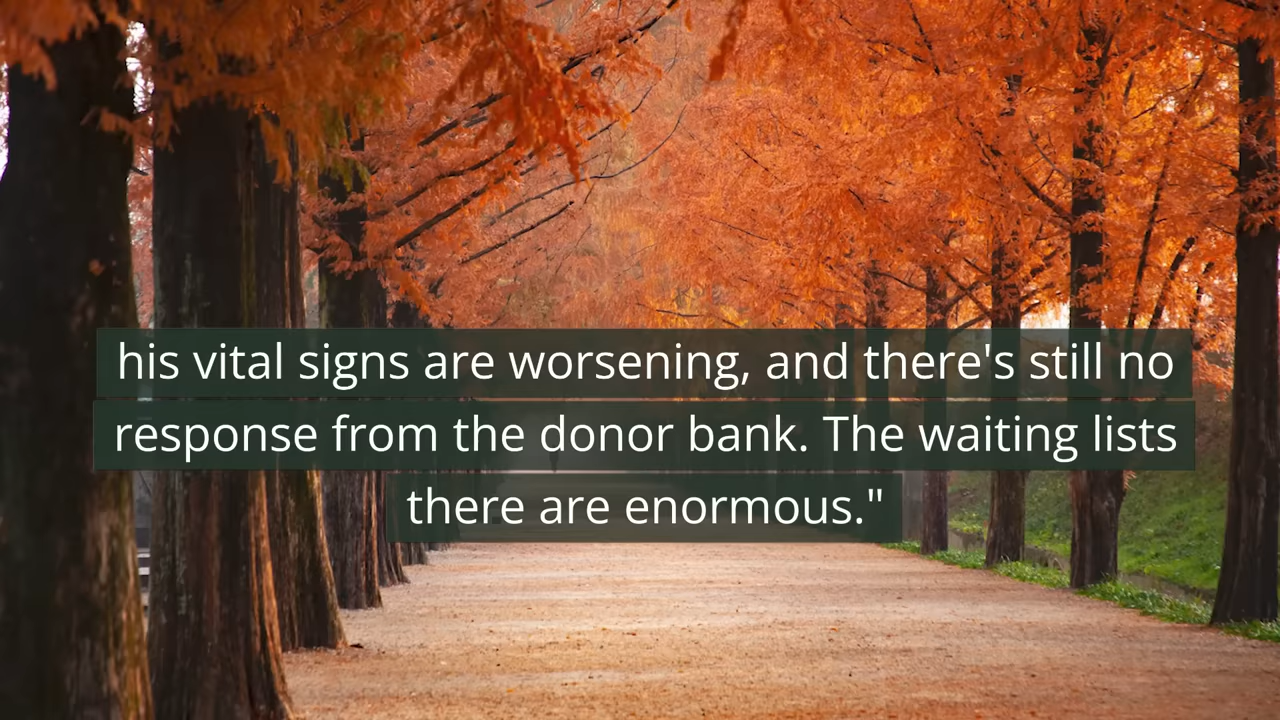 his vital signs are worsening, and there's still no
response from the donor bank. The waiting lists
there are enormous."